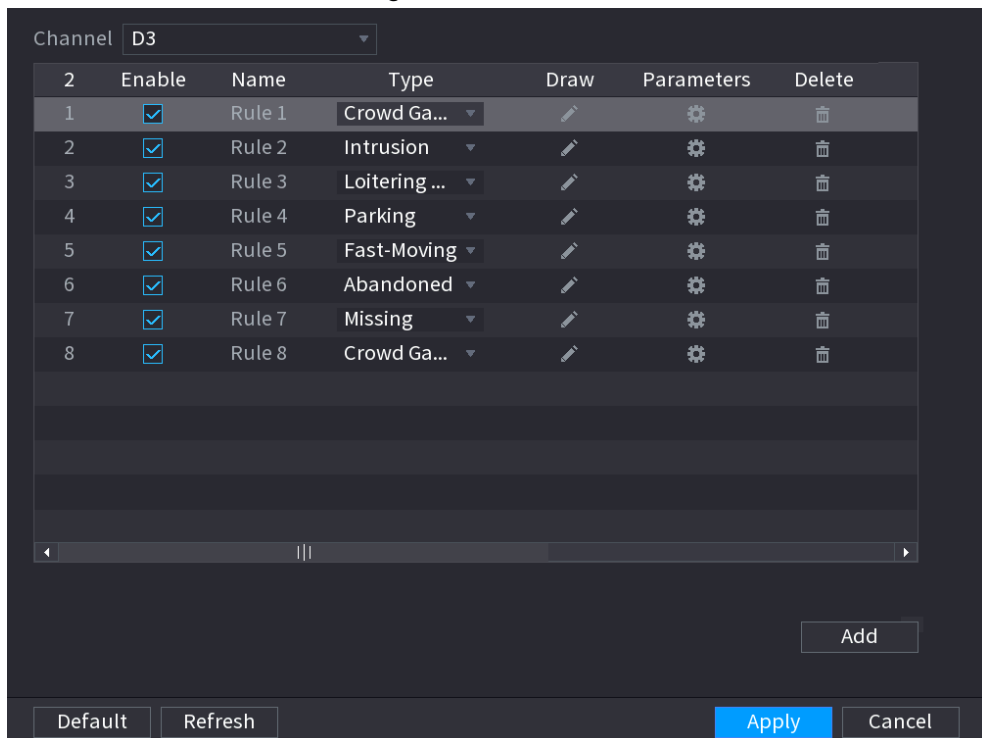 Channel D3
2 Enable Name Type Draw Parameters Delete
1 Rule 1 Crowd Ga...
2 Rule 2 Intrusion
3 Rule 3 Loitering ...
4 Rule 4 Parking
5 Rule 5 Fast-Moving
6 Rule 6 Abandoned
7 Rule 7 Missing
8 Rule 8 Crowd Ga...
Add
Default Refresh Apply Cancel